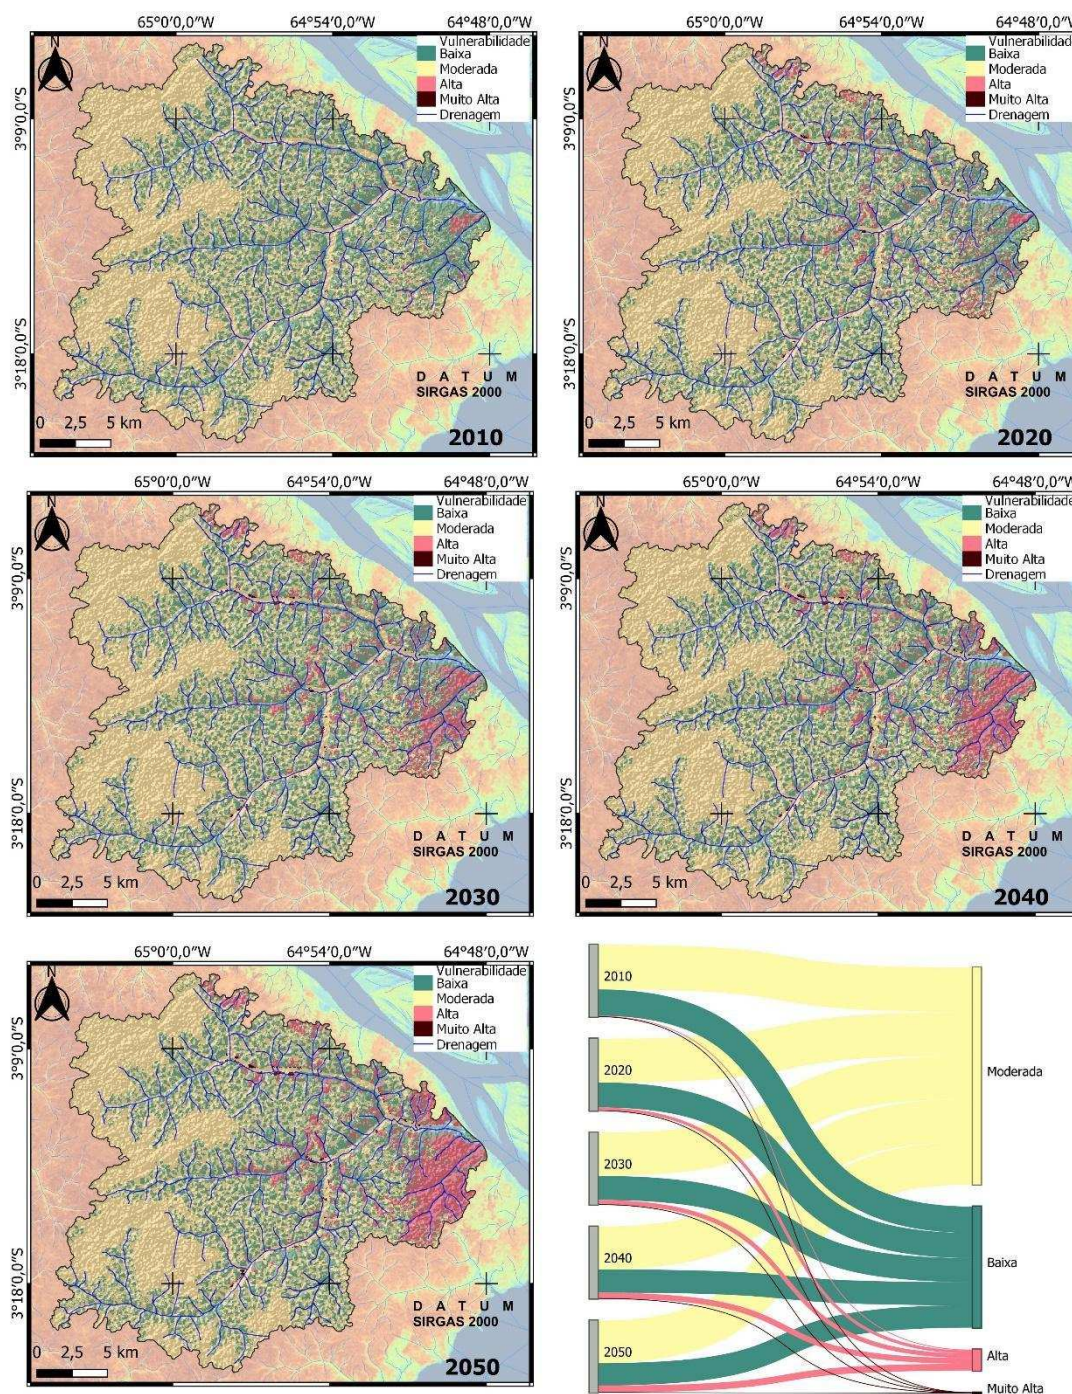 65°0'0,0"W 64°54'0,0"W 64°48'0,0"W
N
Vulnerabilidade
Baixa
Moderada
Alta
Muito Alta
Drenagem
3°9'0,0"S
3°18'0,0"S
D A T U M
SIRGAS 2000
0 2,5 5 km
2010
65°0'0,0"W 64°54'0,0"W 64°48'0,0"W
N
Vulnerabilidade
Baixa
Moderada
Alta
Muito Alta
Drenagem
3°9'0,0"S
3°18'0,0"S
D A T U M
SIRGAS 2000
0 2,5 5 km
2020
65°0'0,0"W 64°54'0,0"W 64°48'0,0"W
N
Vulnerabilidade
Baixa
Moderada
Alta
Muito Alta
Drenagem
3°9'0,0"S
3°18'0,0"S
D A T U M
SIRGAS 2000
0 2,5 5 km
2030
65°0'0,0"W 64°54'0,0"W 64°48'0,0"W
N
Vulnerabilidade
Baixa
Moderada
Alta
Muito Alta
Drenagem
3°9'0,0"S
3°18'0,0"S
D A T U M
SIRGAS 2000
0 2,5 5 km
2040
65°0'0,0"W 64°54'0,0"W 64°48'0,0"W
N
Vulnerabilidade
Baixa
Moderada
Alta
Muito Alta
Drenagem
3°9'0,0"S
3°18'0,0"S
D A T U M
SIRGAS 2000
0 2,5 5 km
2050
2010
2020
2030
2040
2050
Moderada
Baixa
Alta
Muito Alta